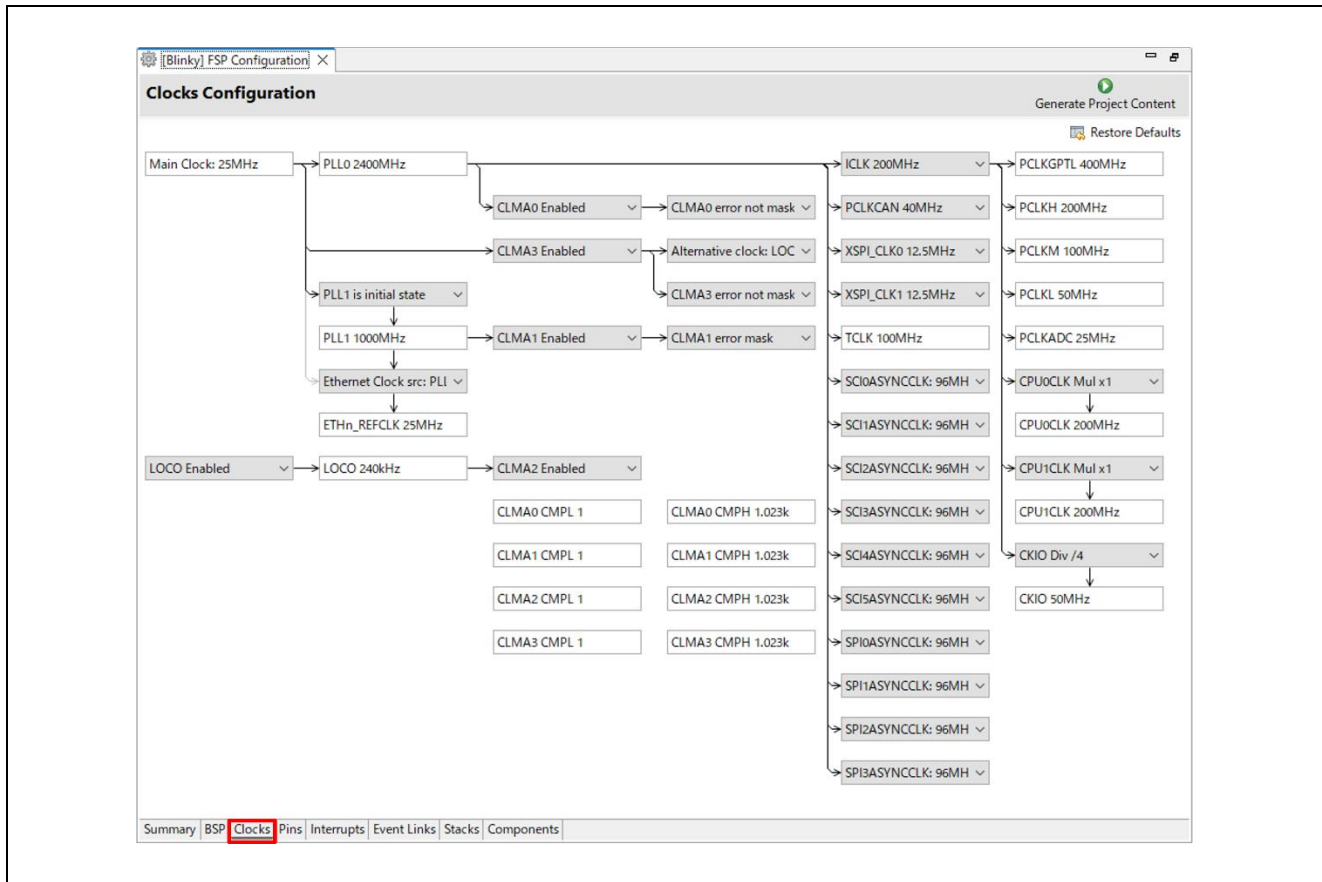 [Blinky] FSP Configuration
Clocks Configuration
Generate Project Content
Restore Defaults
Main Clock: 25MHz
PLL0 2400MHz
ICLK 200MHz
PCLKGPTL 400MHz
CLMA0 Enabled
CLMA0 error not mask
PCLKCAN 40MHz
PCLKH 200MHz
CLMA3 Enabled
Alternative clock: LOC
XSPI_CLK0 12.5MHz
PCLKM 100MHz
PLL1 is initial state
CLMA3 error not mask
XSPI_CLK1 12.5MHz
PCLKL 50MHz
PLL1 1000MHz
CLMA1 Enabled
CLMA1 error mask
TCLK 100MHz
PCLKADC 25MHz
Ethernet Clock src: PLI
SCI0ASYNCCLK: 96MH
CPU0CLK Mul x1
ETHn_REFCLK 25MHz
SCI1ASYNCCLK: 96MH
CPU0CLK 200MHz
LOCO Enabled
LOCO 240kHz
CLMA2 Enabled
SCI2ASYNCCLK: 96MH
CPU1CLK Mul x1
CLMA0 CMPL 1
CLMA0 CMPH 1.023k
SCI3ASYNCCLK: 96MH
CPU1CLK 200MHz
CLMA1 CMPL 1
CLMA1 CMPH 1.023k
SCI4ASYNCCLK: 96MH
CKIO Div /4
CLMA2 CMPL 1
CLMA2 CMPH 1.023k
SCI5ASYNCCLK: 96MH
CKIO 50MHz
CLMA3 CMPL 1
CLMA3 CMPH 1.023k
SPI0ASYNCCLK: 96MH
SPI1ASYNCCLK: 96MH
SPI2ASYNCCLK: 96MH
SPI3ASYNCCLK: 96MH
Summary BSP Clocks Pins Interrupts Event Links Stacks Components